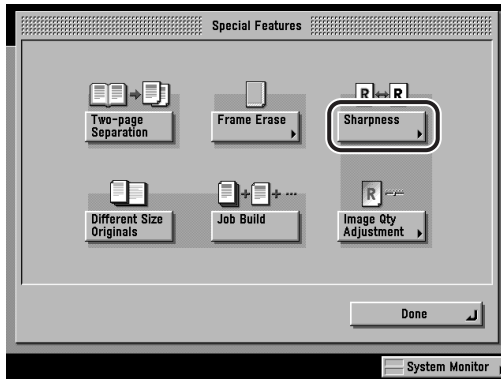 Special Features
R R
Two-page
Separation
Frame Erase
Sharpness
R
Different Size
Originals
Job Build
Image Qty
Adjustment
Done
System Monitor